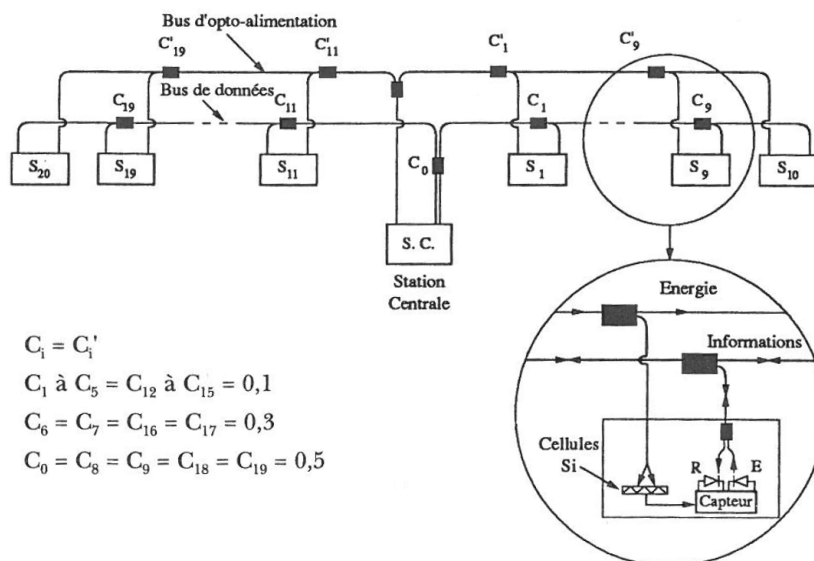 Bus d'opto-alimentation
C'19 C'11 C'1 C'9
Bus de données
C19 C11 C1 C9
C0
S20 S19 S11 S1 S9 S10
S. C.
Station
Centrale
Energie
Informations
Cellules
Si
R E
Capteur
Ci = Ci'
C1 à C5 = C12 à C15 = 0,1
C6 = C7 = C16 = C17 = 0,3
C0 = C8 = C9 = C18 = C19 = 0,5